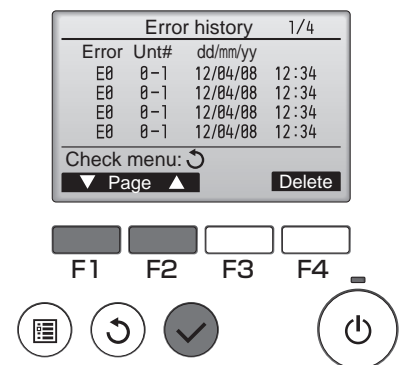 Error history 1/4
Error Unt# dd/mm/yy
E0 0-1 12/04/08 12:34
E0 0-1 12/04/08 12:34
E0 0-1 12/04/08 12:34
E0 0-1 12/04/08 12:34
Check menu:
▼ Page ▲ Delete
F1 F2 F3 F4